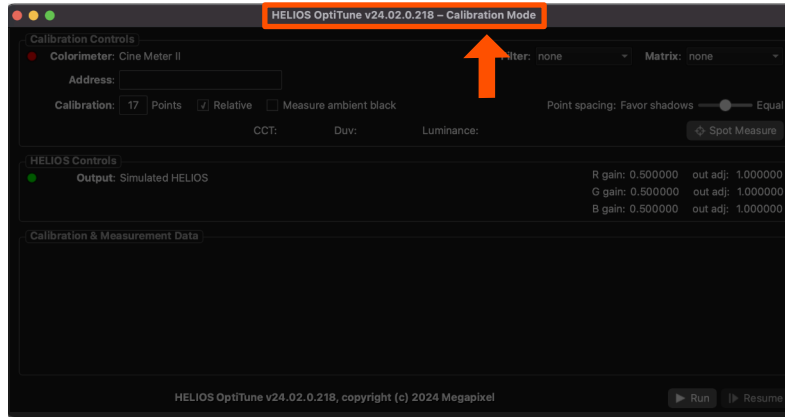 HELIOS OptiTune v24.02.0.218 – Calibration Mode
Calibration Controls
Colorimeter: Cine Meter II Filter: none Matrix: none
Address:
Calibration: 17 Points Relative Measure ambient black Point spacing: Favor shadows Equal
CCT: Duv: Luminance: Spot Measure
HELIOS Controls
Output: Simulated HELIOS R gain: 0.500000 out adj: 1.000000
G gain: 0.500000 out adj: 1.000000
B gain: 0.500000 out adj: 1.000000
Calibration & Measurement Data
HELIOS OptiTune v24.02.0.218, copyright (c) 2024 Megapixel Run Resume